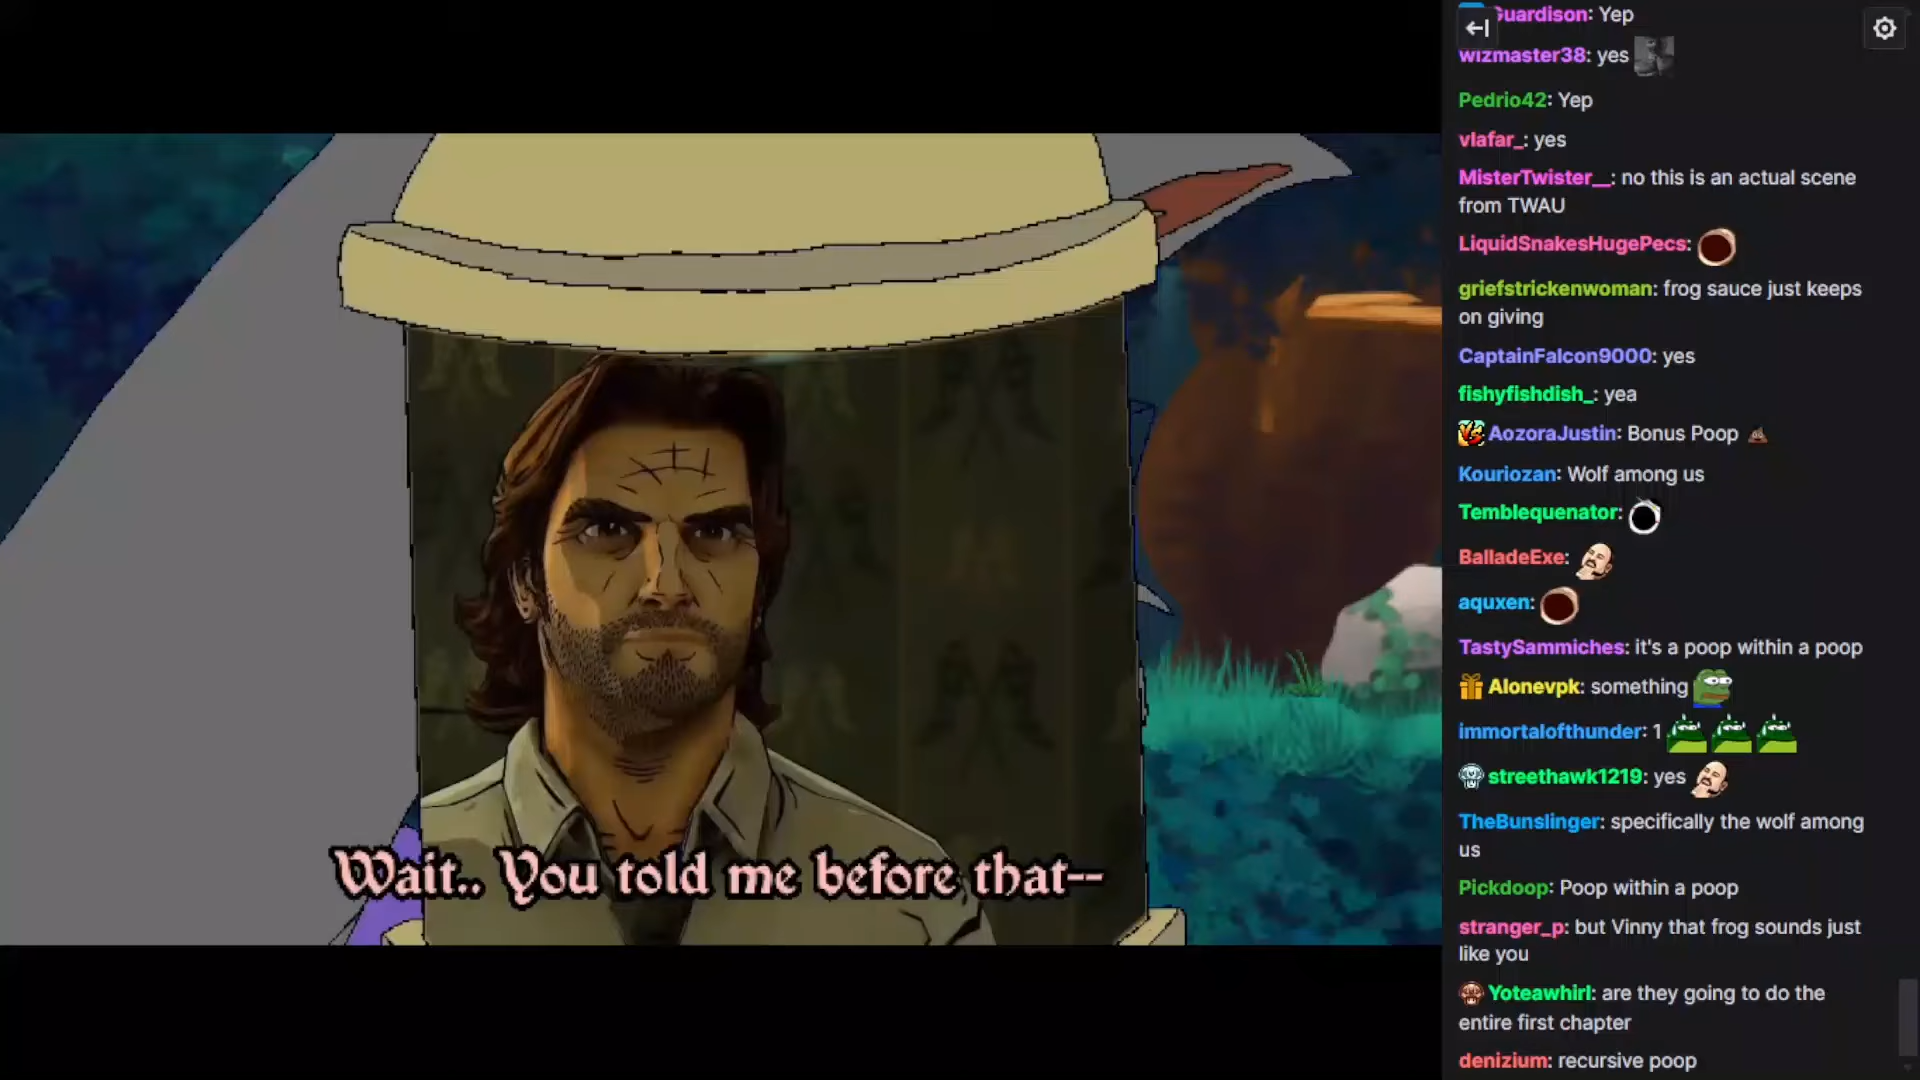 Wait.. You told me before that--
Guardison: Yep
wizmaster38: yes
Pedrio42: Yep
vlafar_: yes
MisterTwister__: no this is an actual scene
from TWAU
LiquidSnakesHugePecs:
griefstrickenwoman: frog sauce just keeps
on giving
CaptainFalcon9000: yes
fishyfishdish_: yea
AozoraJustin: Bonus Poop
Kouriozan: Wolf among us
Temblequenator:
BalladeExe:
aquxen:
TastySammiches: it's a poop within a poop
Alonevpk: something
immortalofthunder: 1
streethawk1219: yes
TheBunslinger: specifically the wolf among
us
Pickdoop: Poop within a poop
stranger_p: but Vinny that frog sounds just
like you
Yoteawhirl: are they going to do the
entire first chapter
denizium: recursive poop